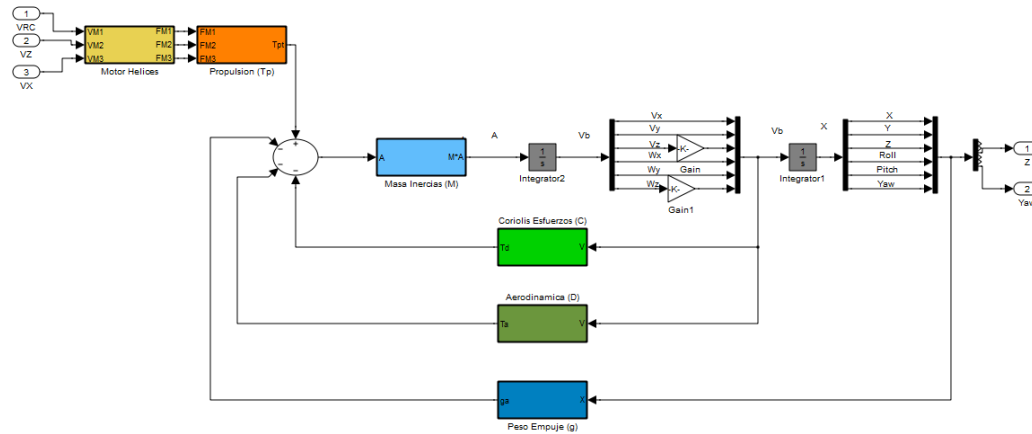 1
VRC
2
VZ
3
VX
VM1
VM2
VM3
FM1
FM2
FM3
Motor Helices
FM1
FM2
FM3
Tpt
Propulsion (Tp)
+
−
−
−
A
M*A
Masa Inercias (M)
A
1
s
Integrator2
Vb
Vx
Vy
Vz
Wx
Wy
Wz
-K-
Gain
-K-
Gain1
Vb
1
s
Integrator1
X
X
Y
Z
Roll
Pitch
Yaw
1
Z
2
Yaw
Coriolis Esfuerzos (C)
Td
V
Aerodinamica (D)
Ta
V
ga
X
Peso Empuje (g)